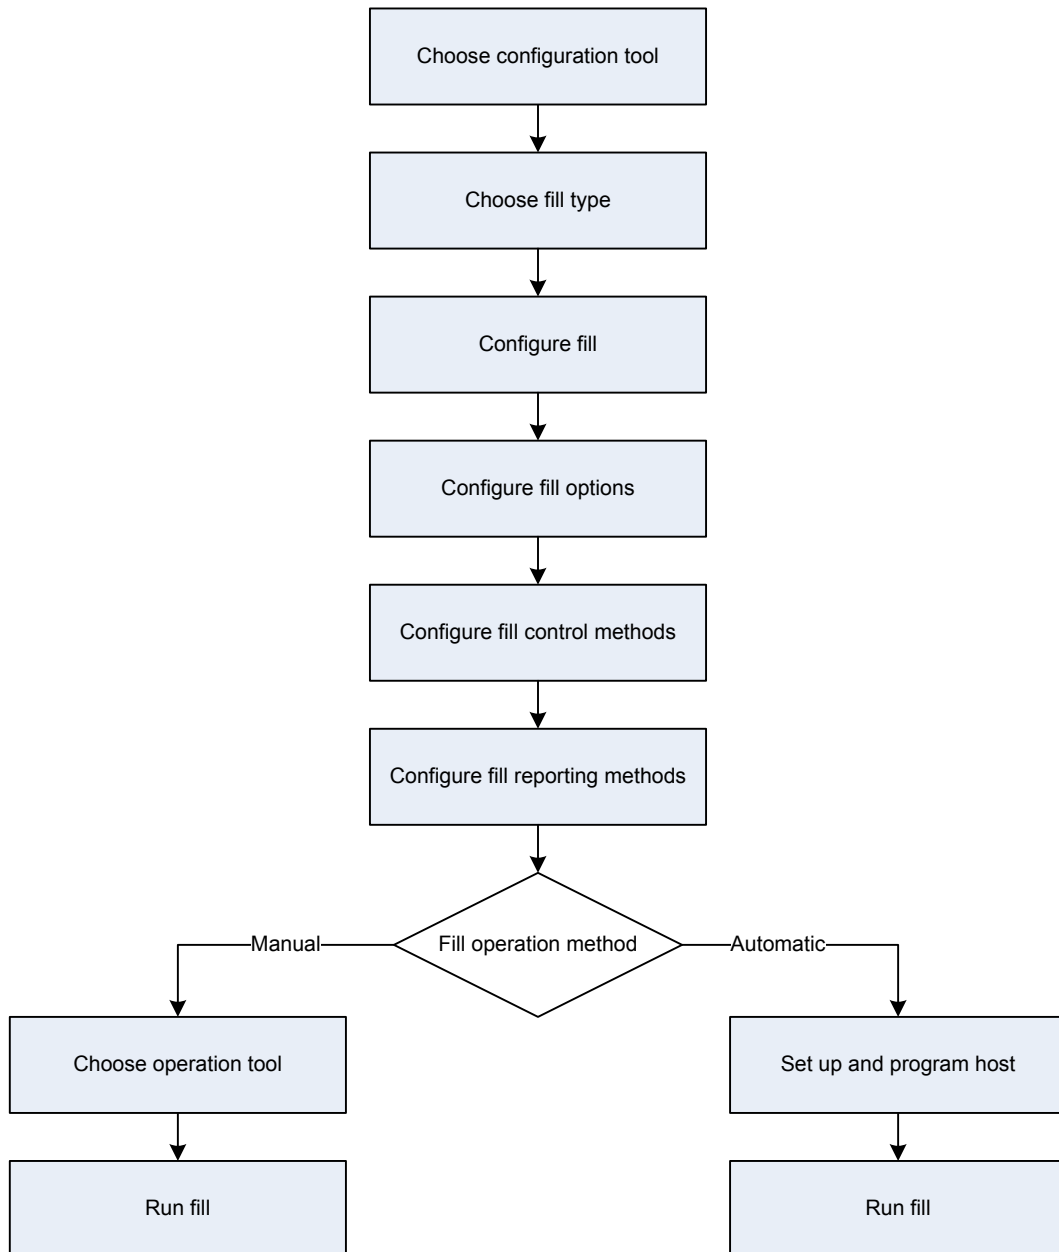 Choose configuration tool
Choose fill type
Configure fill
Configure fill options
Configure fill control methods
Configure fill reporting methods
Manual
Fill operation method
Automatic
Choose operation tool
Set up and program host
Run fill
Run fill